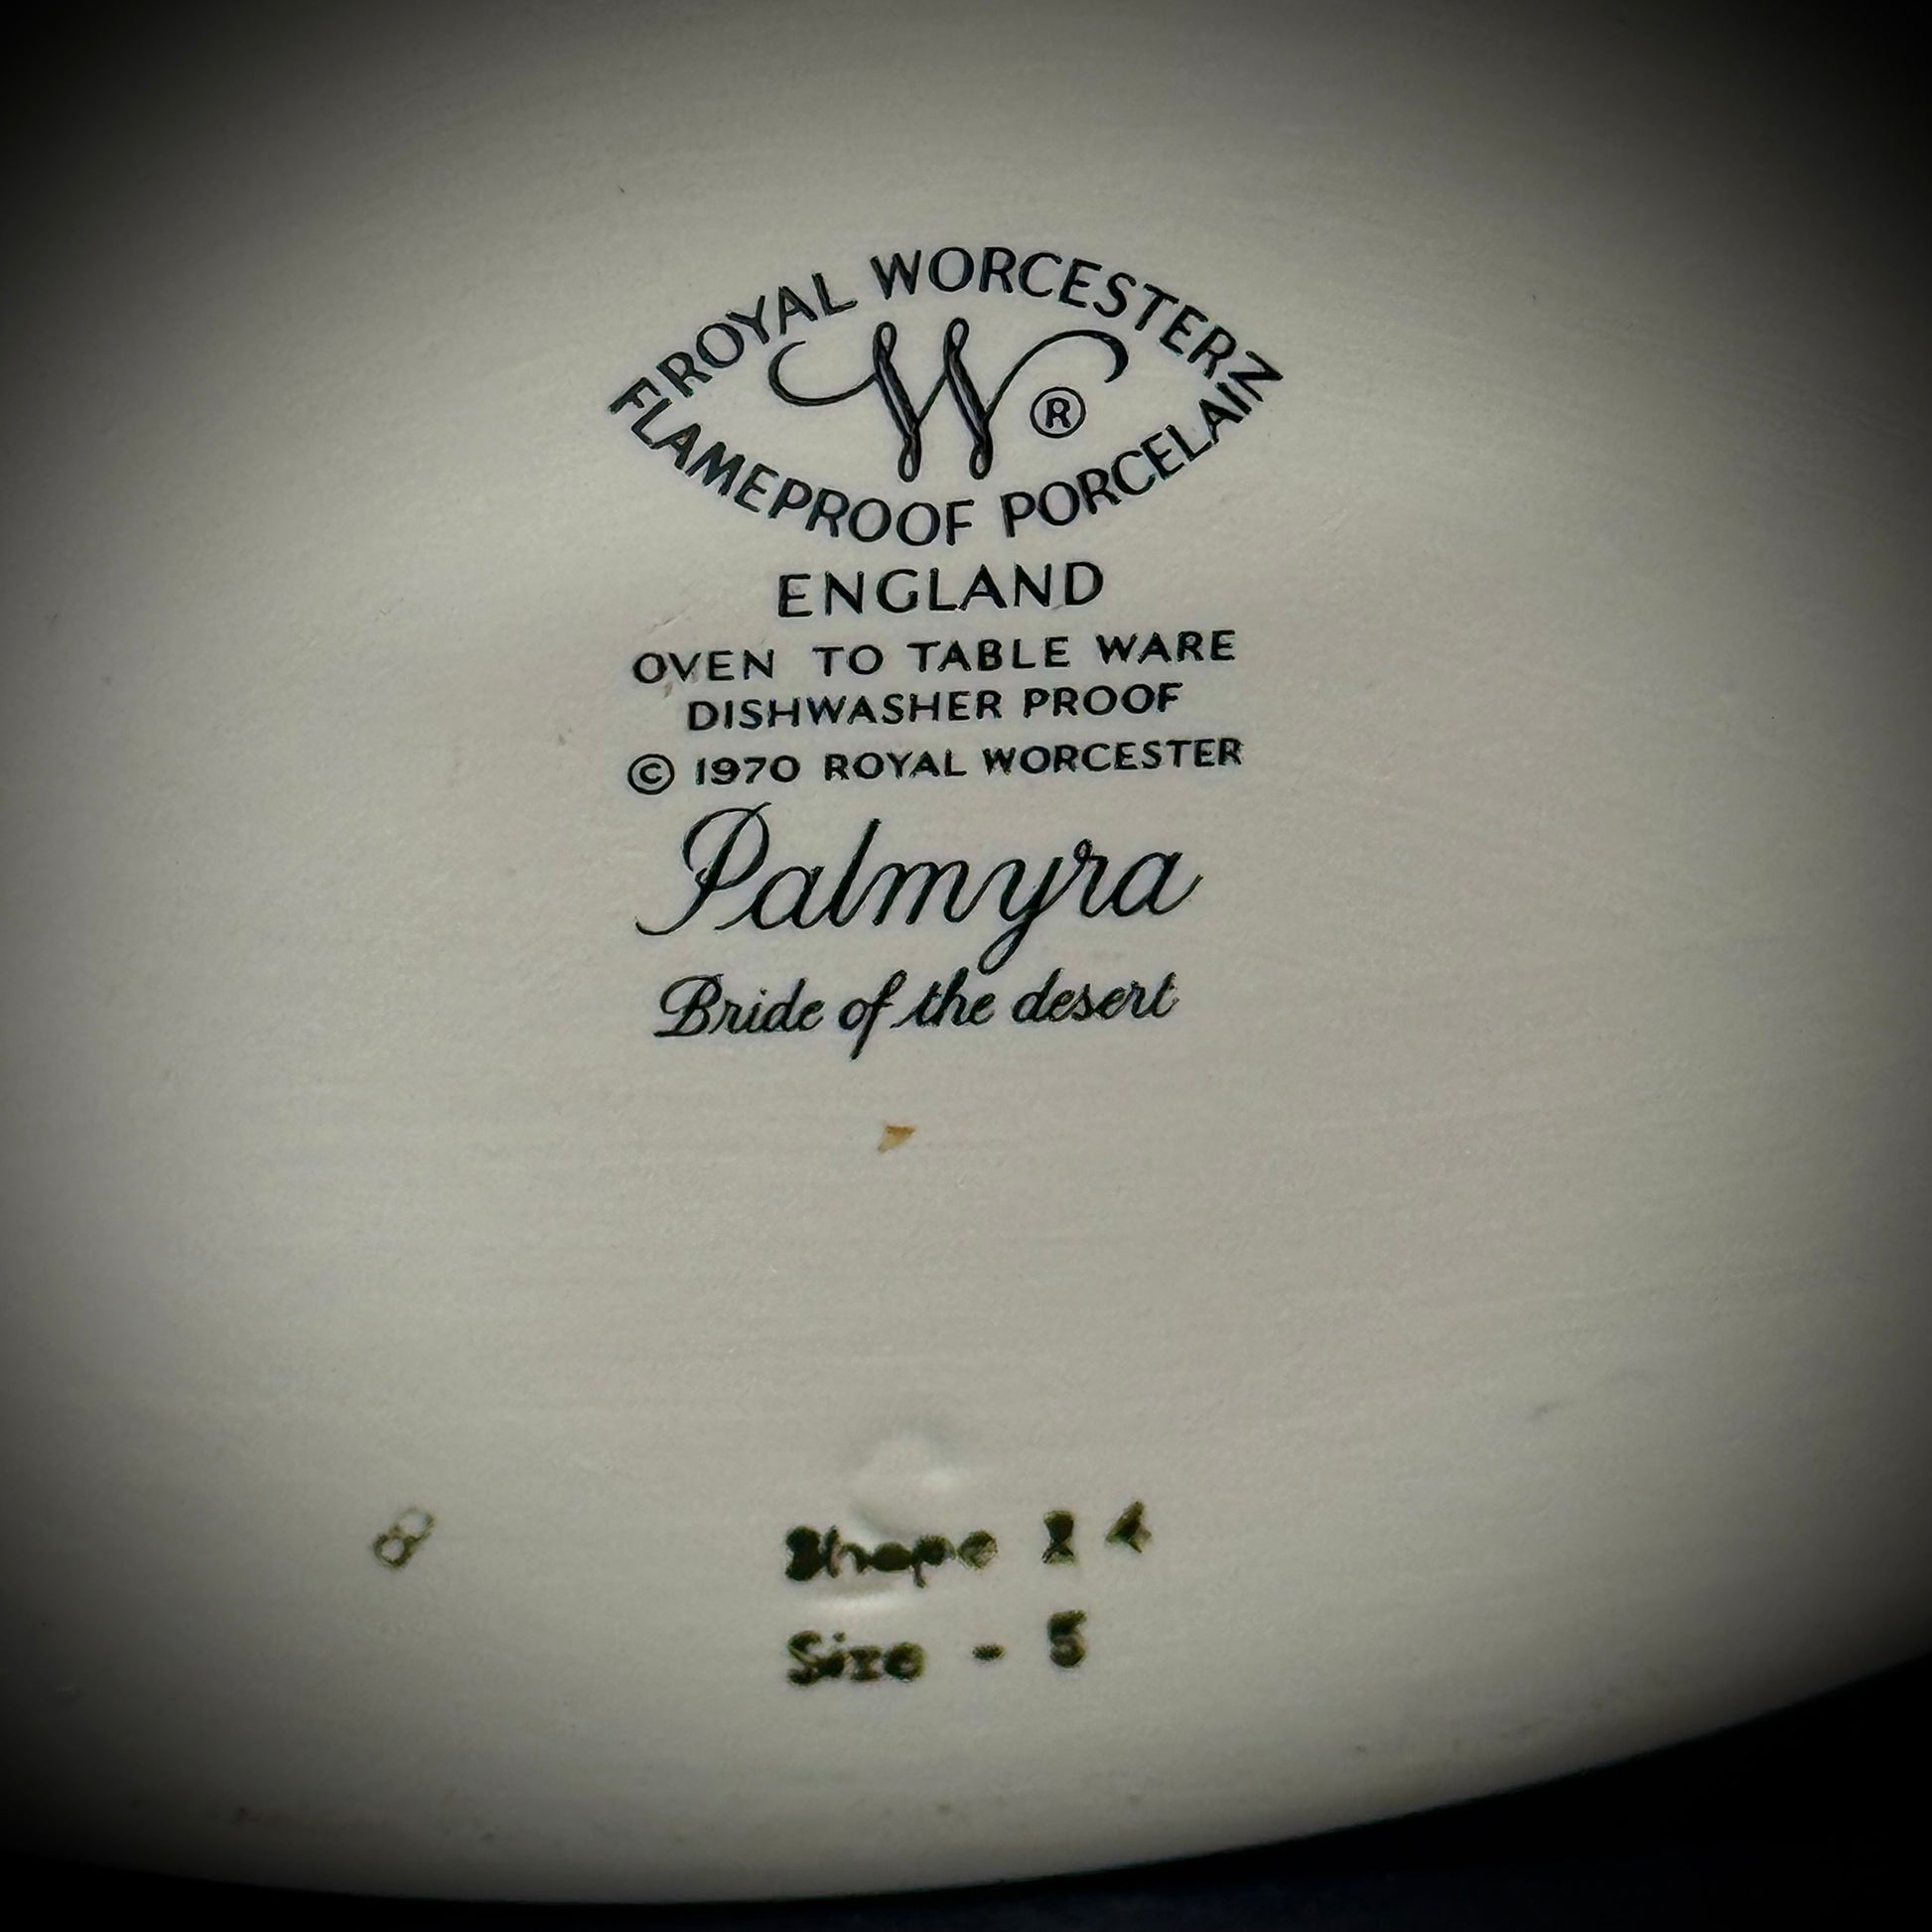 ROYAL WORCESTER
W ®
FLAMEPROOF PORCELAIN
ENGLAND
OVEN TO TABLE WARE
DISHWASHER PROOF
© 1970 ROYAL WORCESTER
Palmyra
Bride of the desert
8
Shape 24
Size - 5